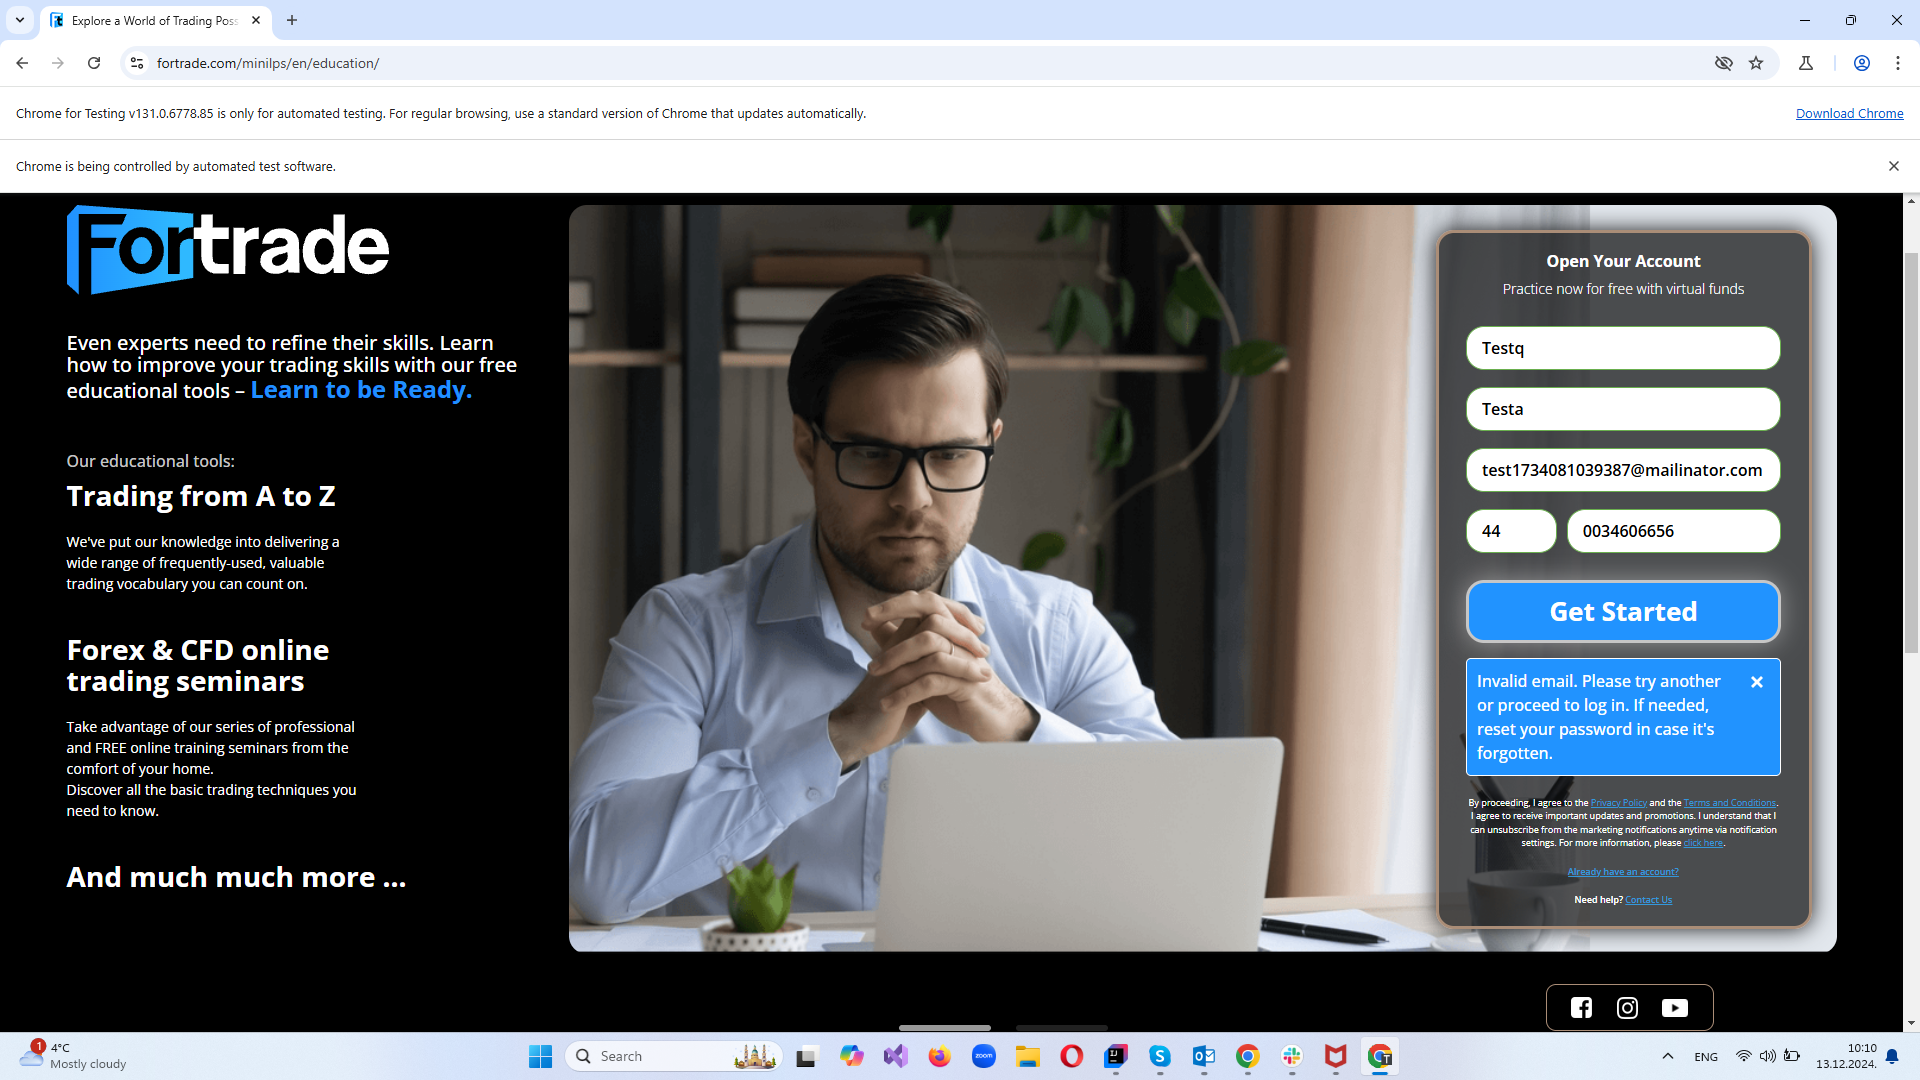 Explore a World of Trading Poss
fortrade.com/minilps/en/education/
Chrome for Testing v131.0.6778.85 is only for automated testing. For regular browsing, use a standard version of Chrome that updates automatically.
Download Chrome
Chrome is being controlled by automated test software.
Fortrade
Even experts need to refine their skills. Learn
how to improve your trading skills with our free
educational tools – Learn to be Ready.
Our educational tools:
Trading from A to Z
We've put our knowledge into delivering a
wide range of frequently-used, valuable
trading vocabulary you can count on.
Forex & CFD online
trading seminars
Take advantage of our series of professional
and FREE online training seminars from the
comfort of your home.
Discover all the basic trading techniques you
need to know.
And much much more ...
Open Your Account
Practice now for free with virtual funds
Testq
Testa
test1734081039387@mailinator.com
44
0034606656
Get Started
Invalid email. Please try another
or proceed to log in. If needed,
reset your password in case it's
forgotten.
By proceeding, I agree to the Privacy Policy and the Terms and Conditions.
I agree to receive important updates and promotions. I understand that I
can unsubscribe from the marketing notifications anytime via notification
settings. For more information, please click here.
Already have an account?
Need help? Contact Us
1
4°C
Mostly cloudy
Search
zoom
ENG
10:10
13.12.2024.